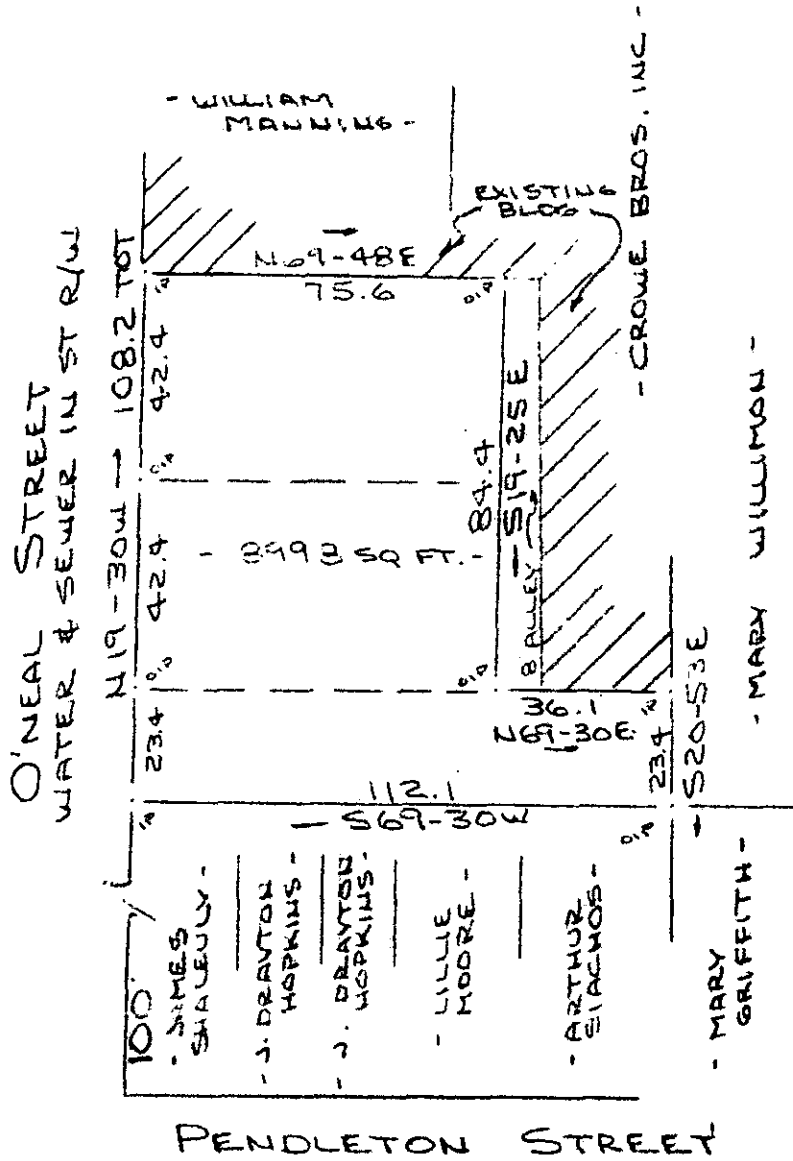 O'NEAL STREET
WATER & SEWER IN ST R/W
N19-30W → 108.2 TOT
42.4
42.4
23.4
- WILLIAM
MANNING -
EXISTING
BLDG
N69-48E
75.6
- CROWE BROS. INC -
84.4
S19-25E
8 ALLEY
SQ FT. -
36.1
N69-30E
23.4
S20-53E
- MARY WILLIMON -
112.1
S69-30W
100'
- JAMES
- J. DRAYTON
HOPKINS -
- J. DRAYTON
HOPKINS -
- LILLIE
MOORE -
- ARTHUR
- MARY
GRIFFITH -
PENDLETON STREET